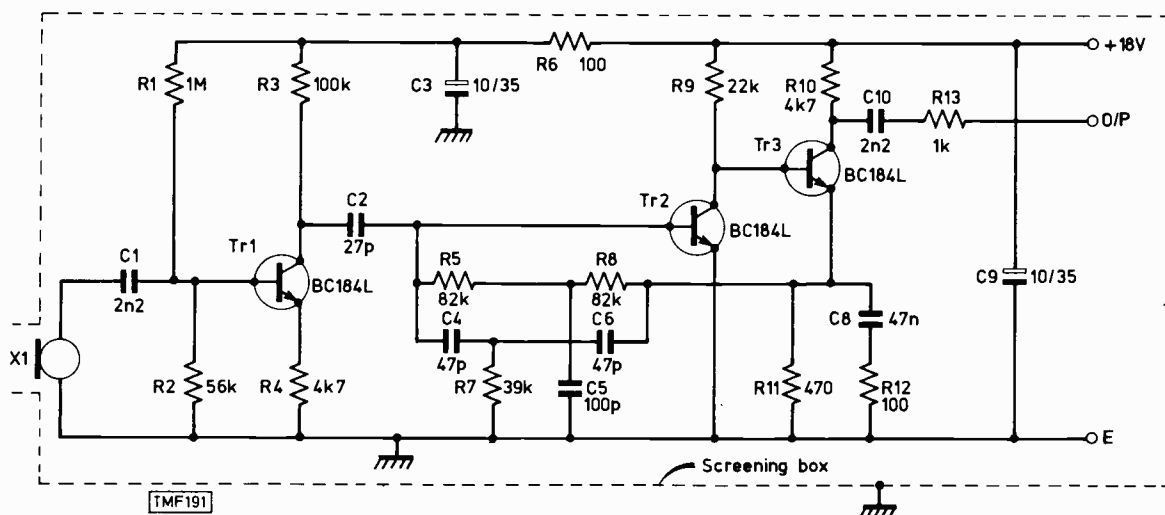 +18V
R1
1M
R3
100k
C3
10/35
R6
100
R9
22k
R10
4k7
C10
2n2
R13
1k
O/P
Tr3
BC184L
C2
27p
Tr2
BC184L
Tr1
BC184L
C1
2n2
R5
82k
R8
82k
C4
47p
C6
47p
C9
10/35
C8
47n
X1
R2
56k
R4
4k7
R7
39k
C5
100p
R11
470
R12
100
E
Screening box
TMF191